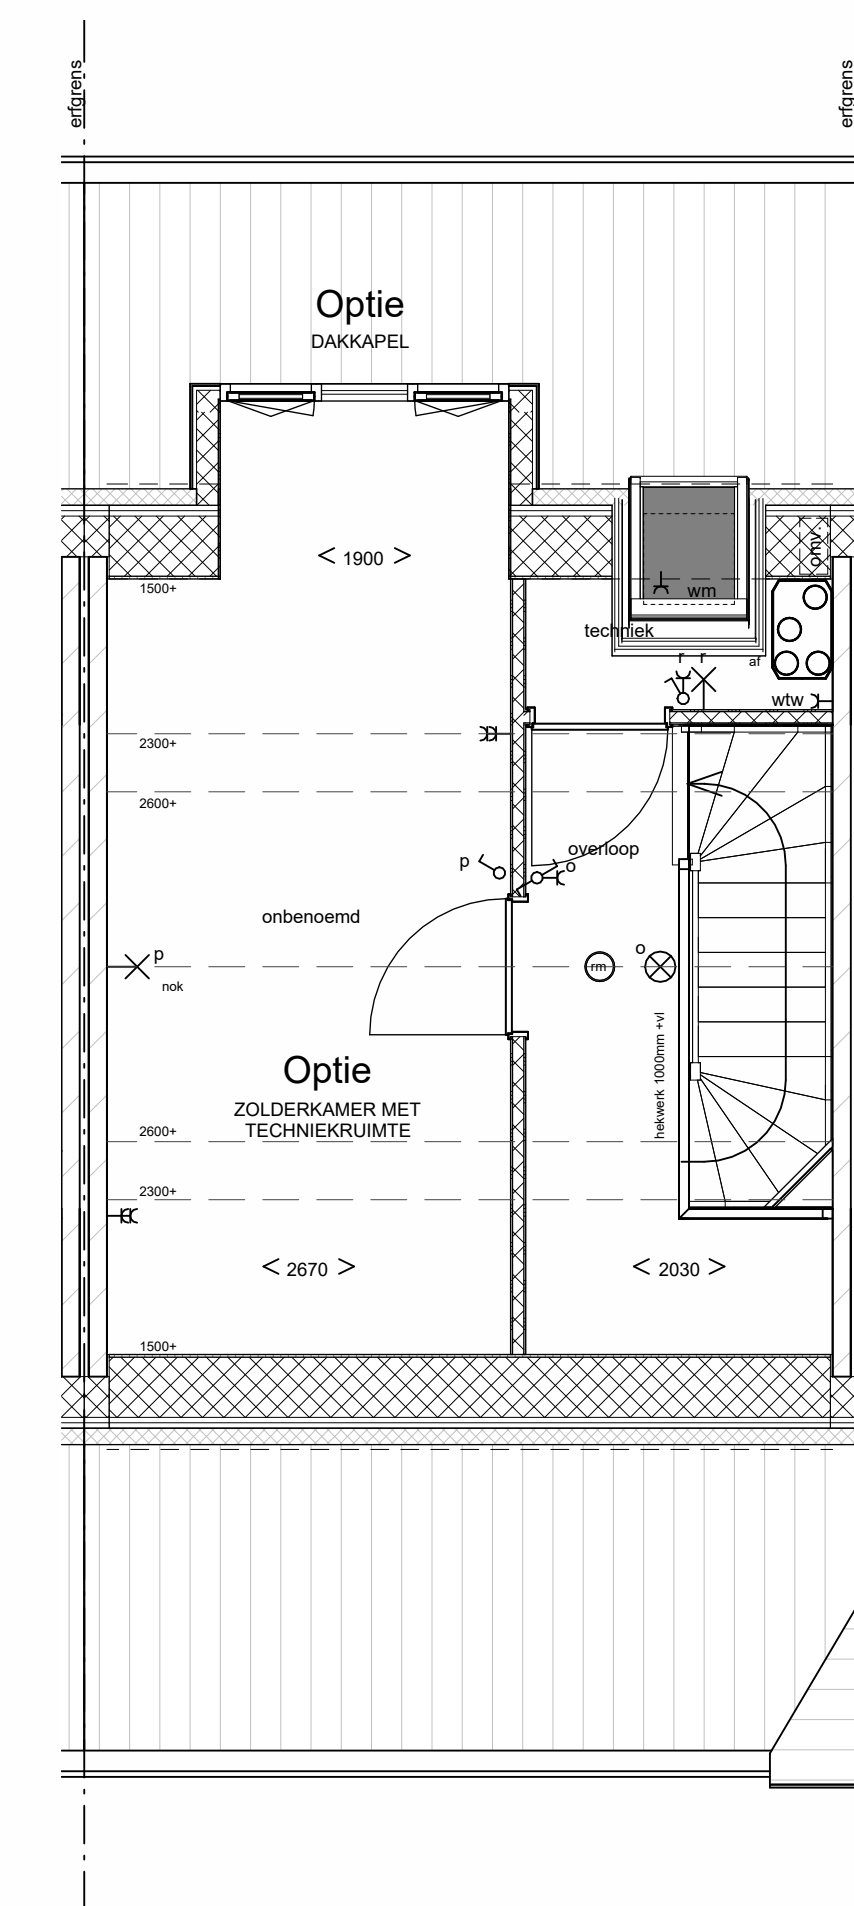 erfgrens
erfgrens
Optie
DAKKAPEL
< 1900 >
omv.
1500+
wm
techniek
r r
af
wtw
2300+
2600+
overloop
p
o
onbenoemd
p
o
rm
nok
hekwerk 1000mm +vl
Optie
ZOLDERKAMER MET
TECHNIEKRUIMTE
2600+
2300+
< 2670 >
< 2030 >
1500+